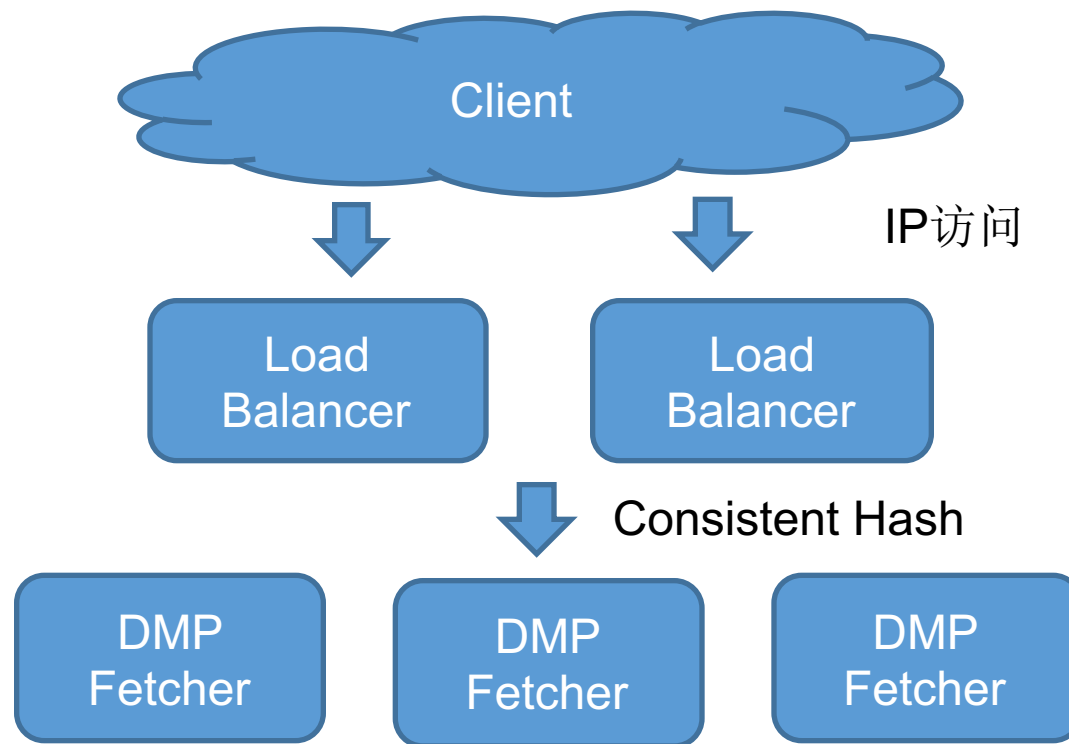 Client
IP访问
Load
Balancer
Load
Balancer
Consistent Hash
DMP
Fetcher
DMP
Fetcher
DMP
Fetcher